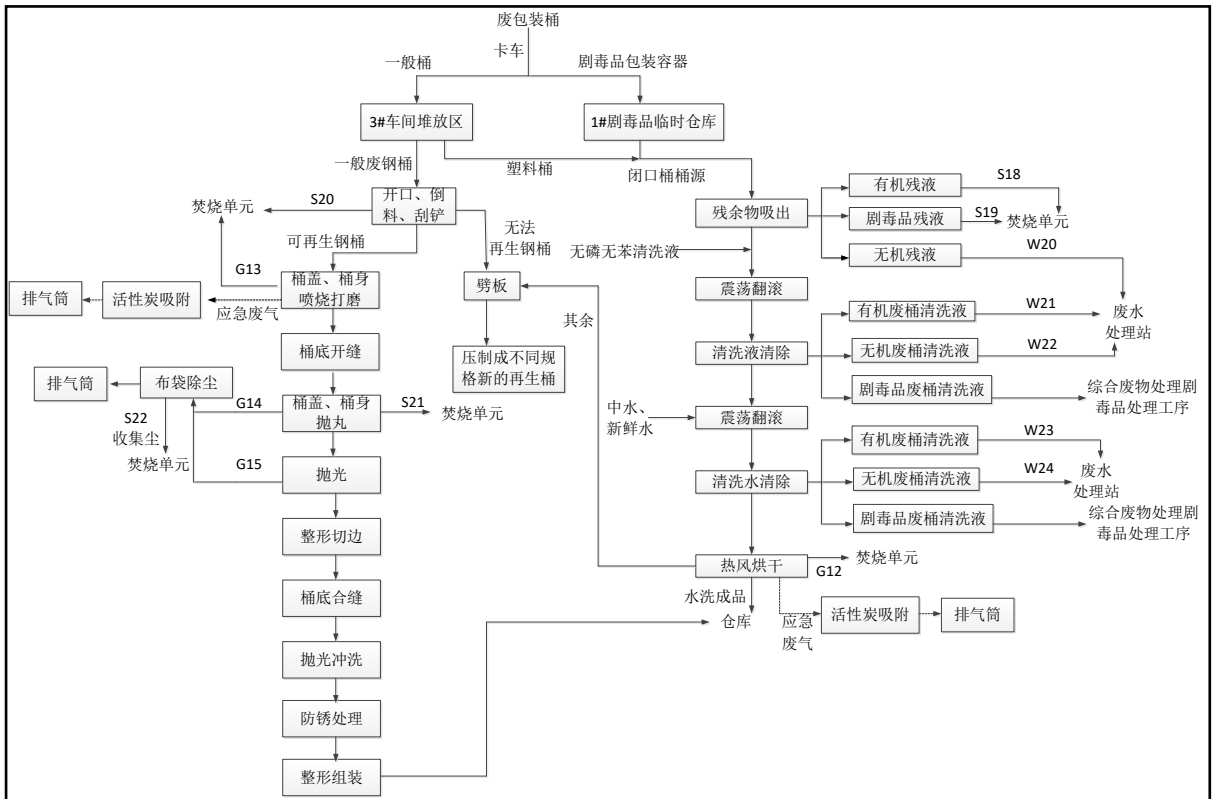 废包装桶
卡车
一般桶
剧毒品包装容器
3#车间堆放区
1#剧毒品临时仓库
一般废钢桶
塑料桶
闭口桶桶源
开口、倒
料、刮铲
S20
焚烧单元
可再生钢桶
无法
再生钢桶
残余物吸出
有机残液
S18
剧毒品残液
S19
焚烧单元
无机残液
W20
无磷无苯清洗液
G13
桶盖、桶身
喷烧打磨
应急废气
活性炭吸附
排气筒
劈板
其余
压制成不同规
格新的再生桶
震荡翻滚
有机废桶清洗液
W21
废水
处理站
清洗液清除
无机废桶清洗液
W22
剧毒品废桶清洗液
综合废物处理剧
毒品处理工序
桶底开缝
排气筒
布袋除尘
G14
桶盖、桶身
抛丸
S21
焚烧单元
S22
收集尘
焚烧单元
G15
抛光
中水、
新鲜水
震荡翻滚
有机废桶清洗液
W23
废水
处理站
清洗水清除
无机废桶清洗液
W24
剧毒品废桶清洗液
综合废物处理剧
毒品处理工序
整形切边
热风烘干
G12
焚烧单元
桶底合缝
水洗成品
仓库
应急
废气
活性炭吸附
排气筒
抛光冲洗
防锈处理
整形组装